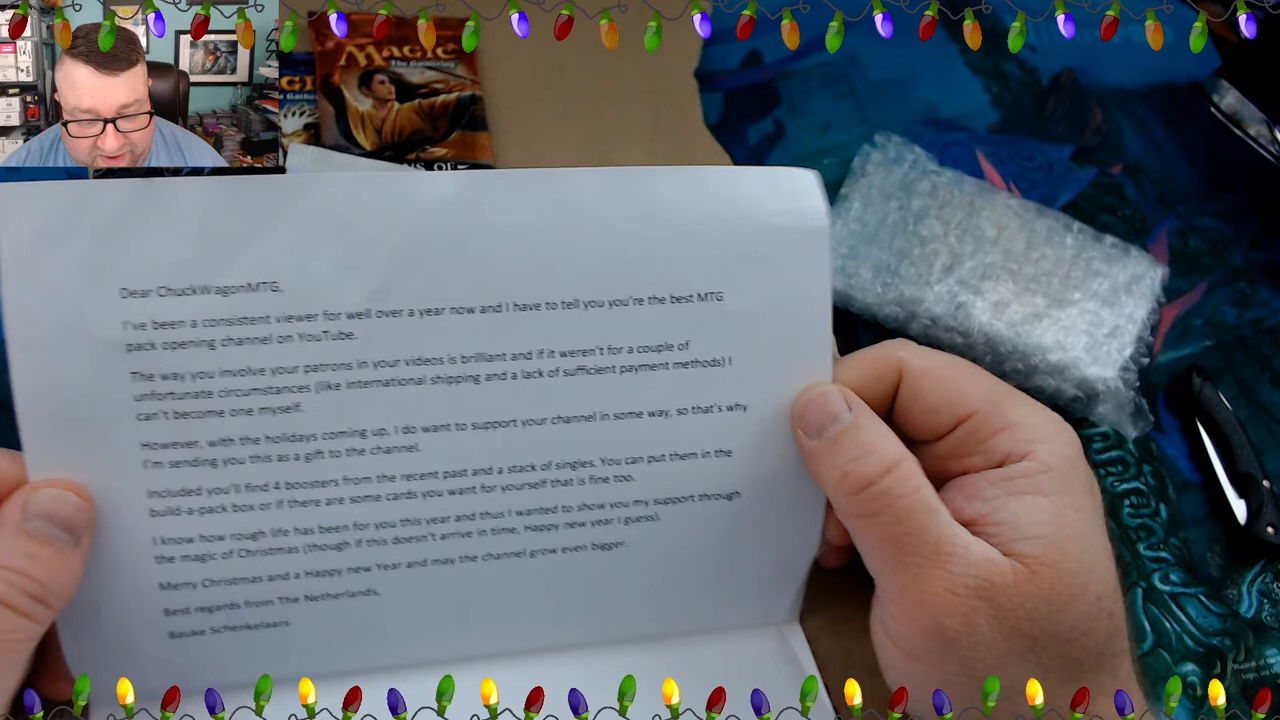 MAGIC
The Gathering
Dear ChuckWagonMTG,
I've been a consistent viewer for well over a year now and I have to tell you you're the best MTG
pack opening channel on YouTube.
The way you involve your patrons in your videos is brilliant and if it weren't for a couple of
unfortunate circumstances (like international shipping and a lack of sufficient payment methods) I
can't become one myself.
However, with the holidays coming up, I do want to support your channel in some way, so that's why
I'm sending you this as a gift to the channel.
Included you'll find 4 boosters from the recent past and a stack of singles. You can put them in the
build-a-pack box or if there are some cards you want for yourself that is fine too.
I know how rough life has been for you this year and thus I wanted to show you my support through
the magic of Christmas (though if this doesn't arrive in time, Happy new year I guess).
Merry Christmas and a Happy new Year and may the channel grow even bigger.
Best regards from The Netherlands,
Bauke Schenkelaars